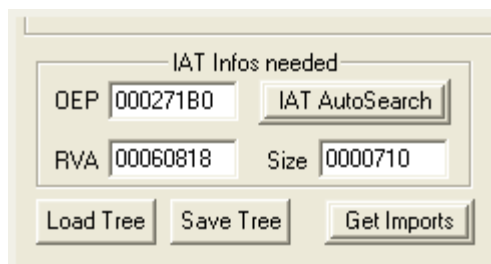 IAT Infos needed
OEP 000271B0 IAT AutoSearch
RVA 00060818 Size 0000710
Load Tree Save Tree Get Imports